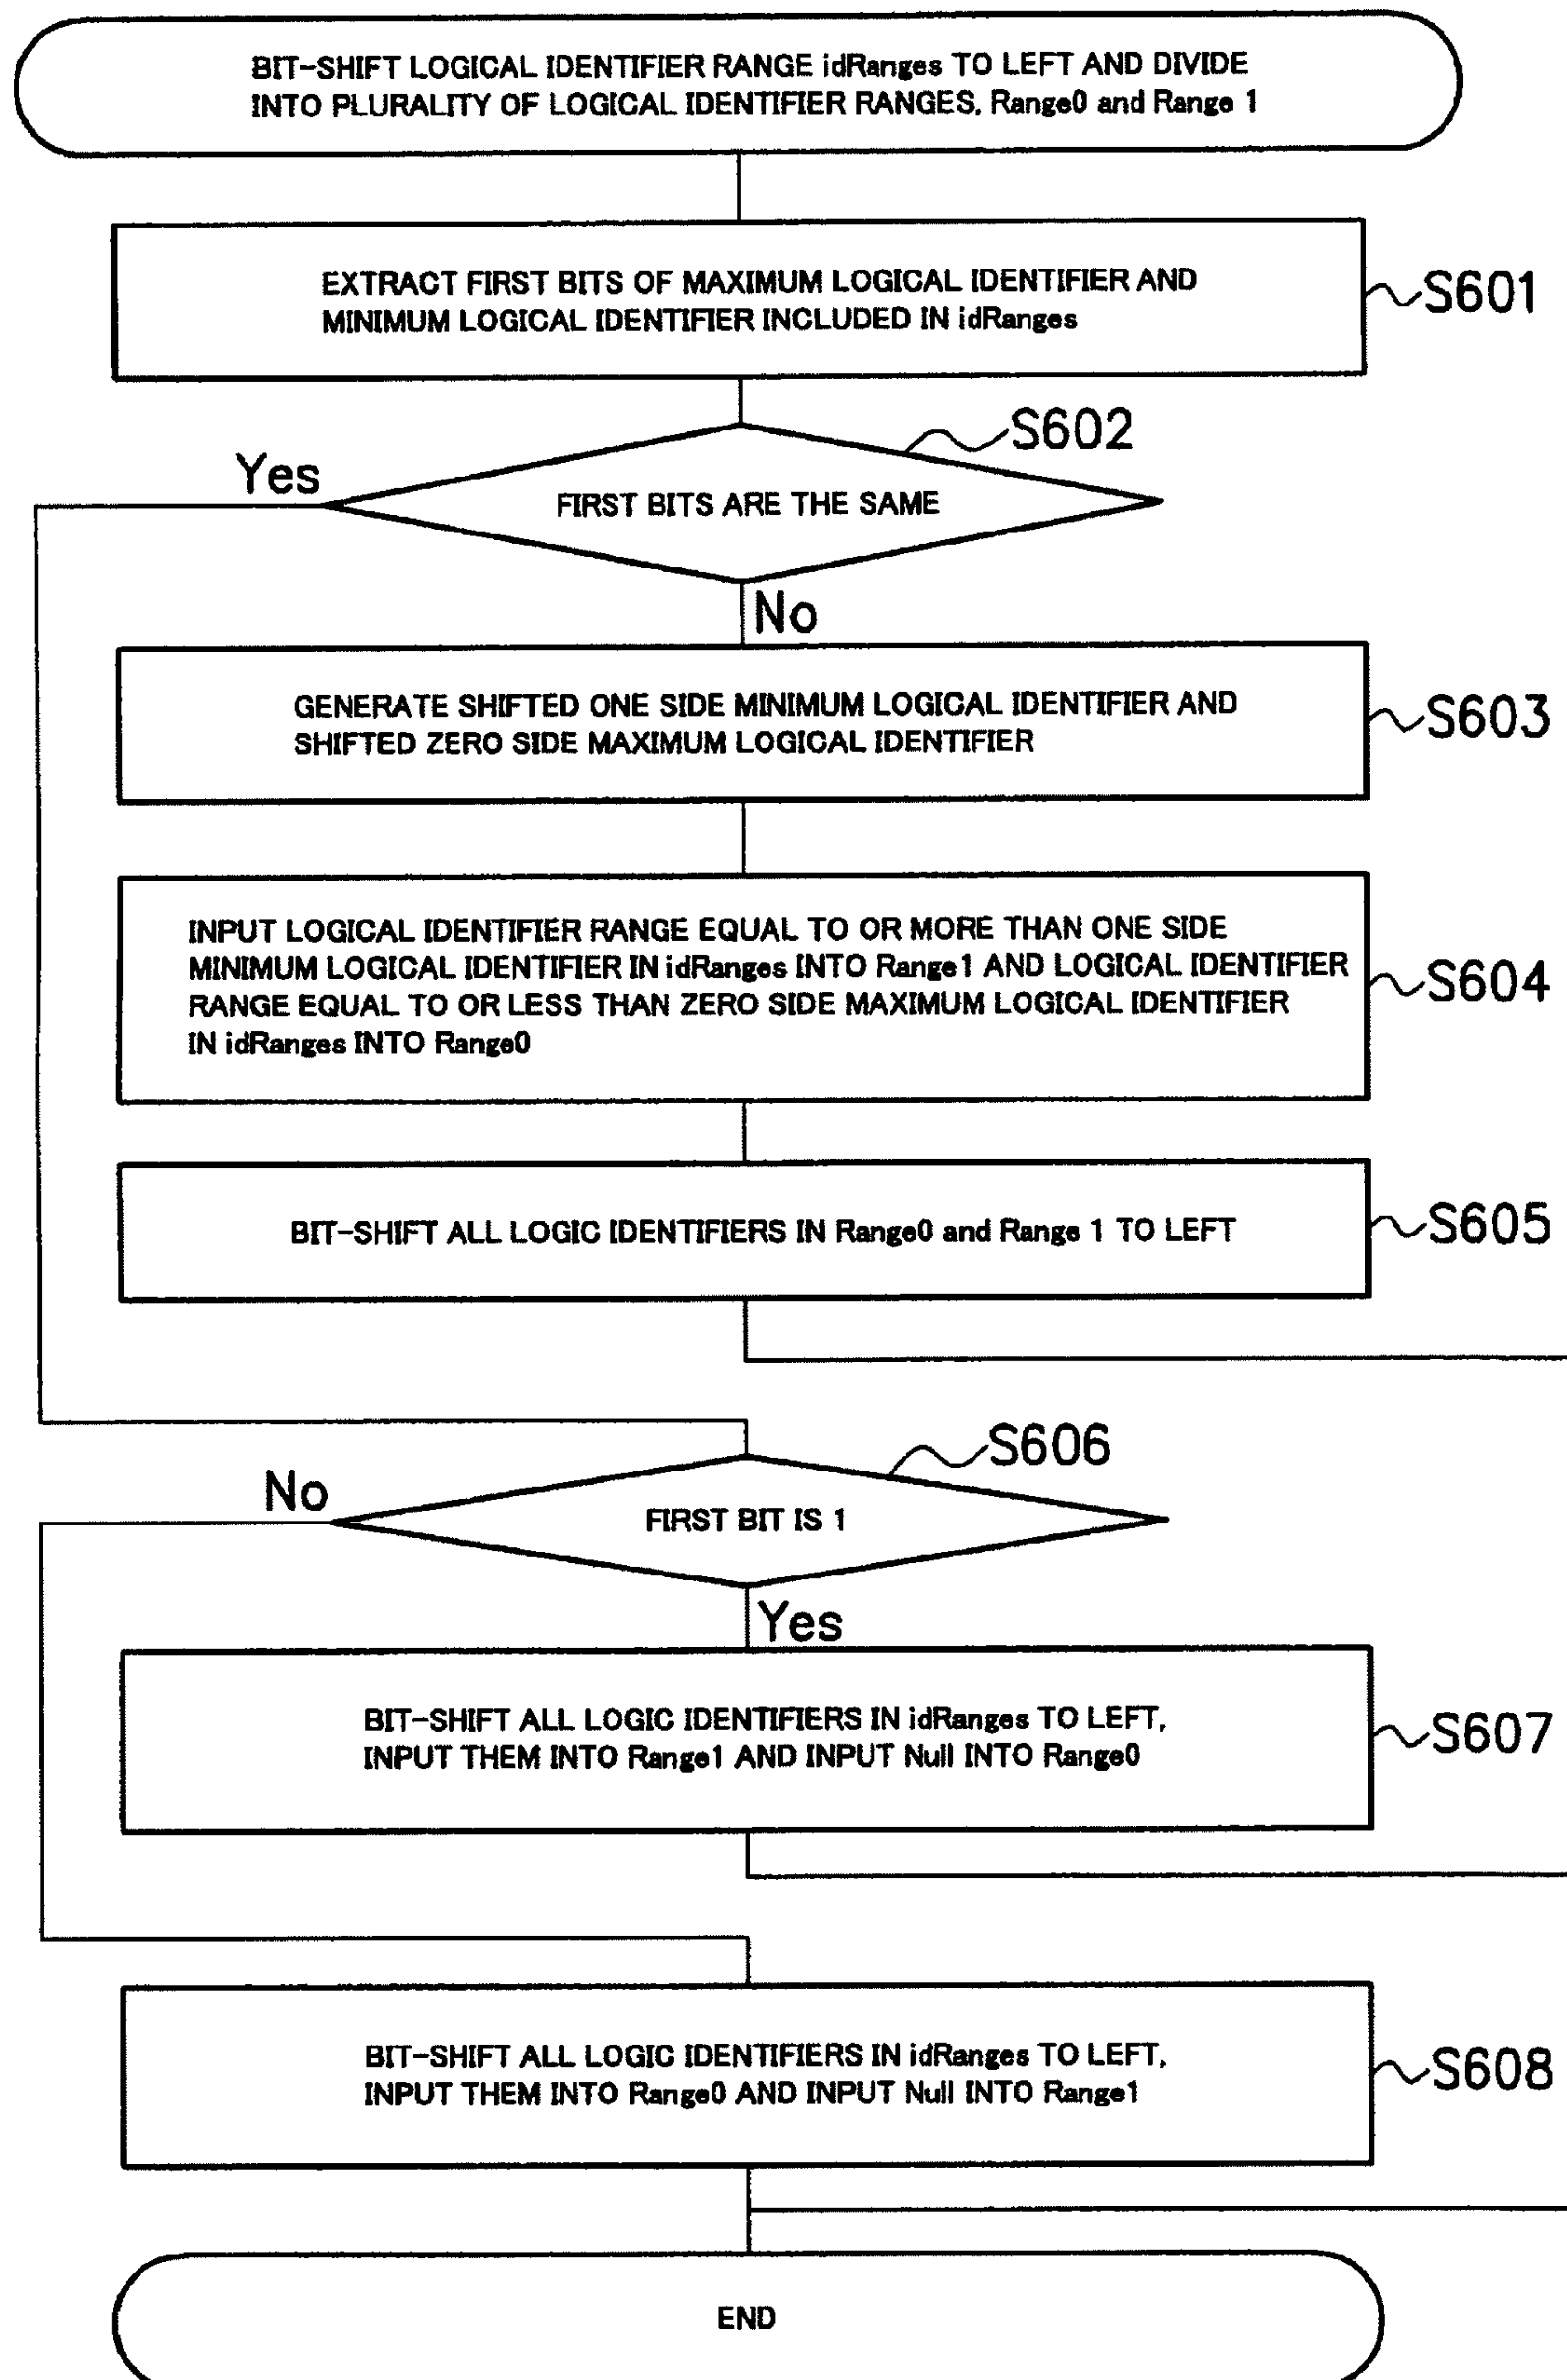 BIT-SHIFT LOGICAL IDENTIFIER RANGE idRanges TO LEFT AND DIVIDE
INTO PLURALITY OF LOGICAL IDENTIFIER RANGES, Range0 and Range 1
EXTRACT FIRST BITS OF MAXIMUM LOGICAL IDENTIFIER AND
MINIMUM LOGICAL IDENTIFIER INCLUDED IN idRanges
S601
S602
Yes
FIRST BITS ARE THE SAME
No
GENERATE SHIFTED ONE SIDE MINIMUM LOGICAL IDENTIFIER AND
SHIFTED ZERO SIDE MAXIMUM LOGICAL IDENTIFIER
S603
INPUT LOGICAL IDENTIFIER RANGE EQUAL TO OR MORE THAN ONE SIDE
MINIMUM LOGICAL IDENTIFIER IN idRanges INTO Range1 AND LOGICAL IDENTIFIER
RANGE EQUAL TO OR LESS THAN ZERO SIDE MAXIMUM LOGICAL IDENTIFIER
IN idRanges INTO Range0
S604
BIT-SHIFT ALL LOGIC IDENTIFIERS IN Range0 and Range 1 TO LEFT
S605
S606
No
FIRST BIT IS 1
Yes
BIT-SHIFT ALL LOGIC IDENTIFIERS IN idRanges TO LEFT,
INPUT THEM INTO Range1 AND INPUT Null INTO Range0
S607
BIT-SHIFT ALL LOGIC IDENTIFIERS IN idRanges TO LEFT,
INPUT THEM INTO Range0 AND INPUT Null INTO Range1
S608
END